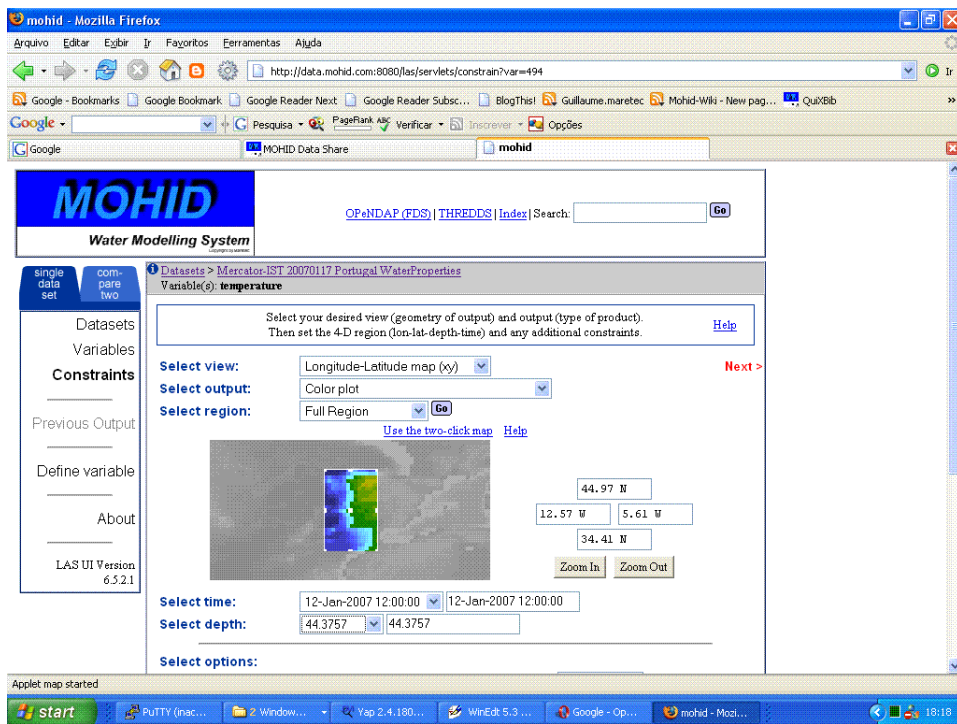 mohid - Mozilla Firefox
Arquivo Editar Exibir Ir Favoritos Ferramentas Ajuda
http://data.mohid.com:8080/las/servlets/constrain?var=494 Ir
Google - Bookmarks Google Bookmark Google Reader Next Google Reader Subsc... BlogThis! Guillaume.maretec Mohid-Wiki - New pag... QuiXBib »
Google Pesquisa PageRank ABC Verificar Inscrever Opções
Google MOHID Data Share mohid
MOHID
Water Modelling System
OPeNDAP (FDS) | THREDDS | Index | Search: Go
single data set
com-pare two
Datasets > Mercator-IST 20070117 Portugal WaterProperties
Variable(s): temperature
Datasets
Variables
Constraints
Previous Output
Define variable
About
LAS UI Version
6.5.2.1
Select your desired view (geometry of output) and output (type of product).
Then set the 4-D region (lon-lat-depth-time) and any additional constraints.
Help
Select view: Longitude-Latitude map (xy) Next >
Select output: Color plot
Select region: Full Region Go
Use the two-click map Help
44.97 N
12.57 W 5.61 W
34.41 N
Zoom In Zoom Out
Select time: 12-Jan-2007 12:00:00 12-Jan-2007 12:00:00
Select depth: 44.3757 44.3757
Select options:
Applet map started
start PuTTY (inac... 2 Window... Yap 2.4.180... WinEdt 5.3 ... Google - Op... mohid - Mozi... 18:18